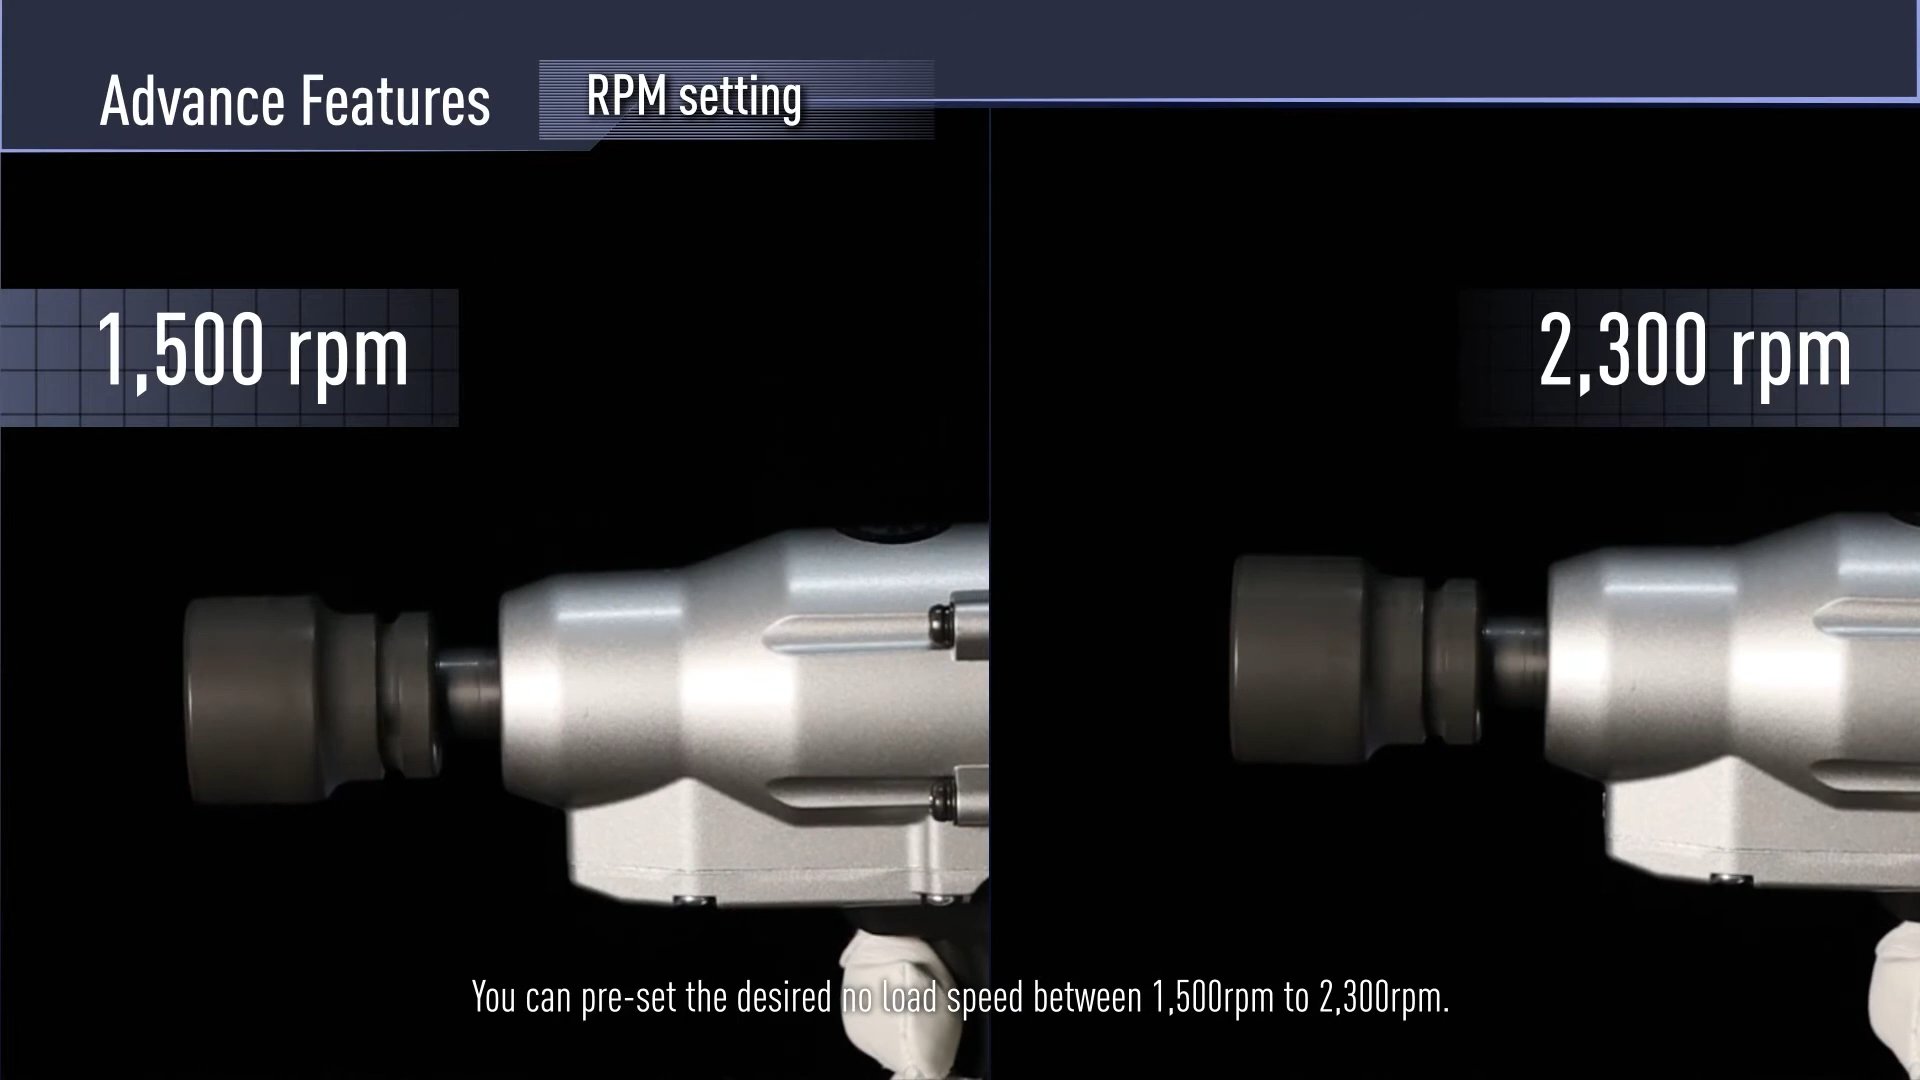 Advance Features
RPM setting
1,500 rpm
2,300 rpm
You can pre-set the desired no load speed between 1,500rpm to 2,300rpm.